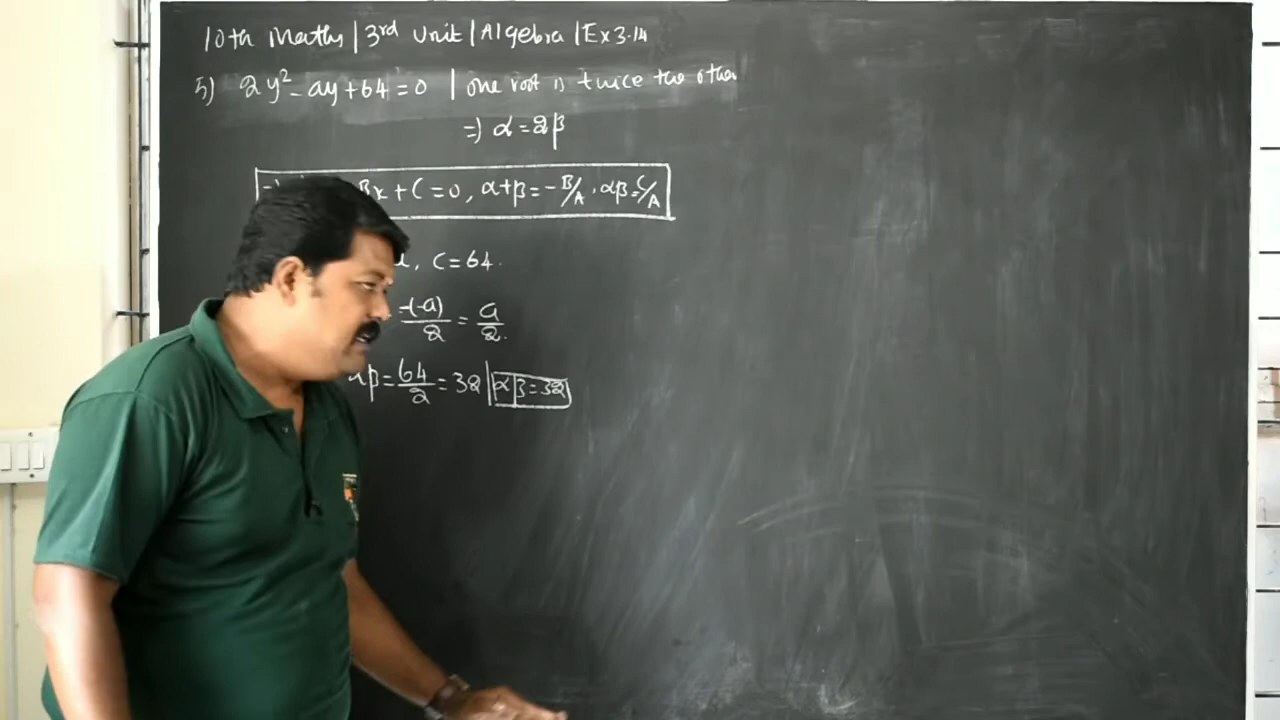 10th Maths | 3rd Unit | Algebra | Ex 3.14
5) 2y² - ay + 64 = 0 | one root is twice the other
⇒ α = 2β
Bx + C = 0, α+β = -B/A, αβ = C/A
, C = 64.
-(-a)/2 = a/2.
αβ = 64/2 = 32 | αβ = 32